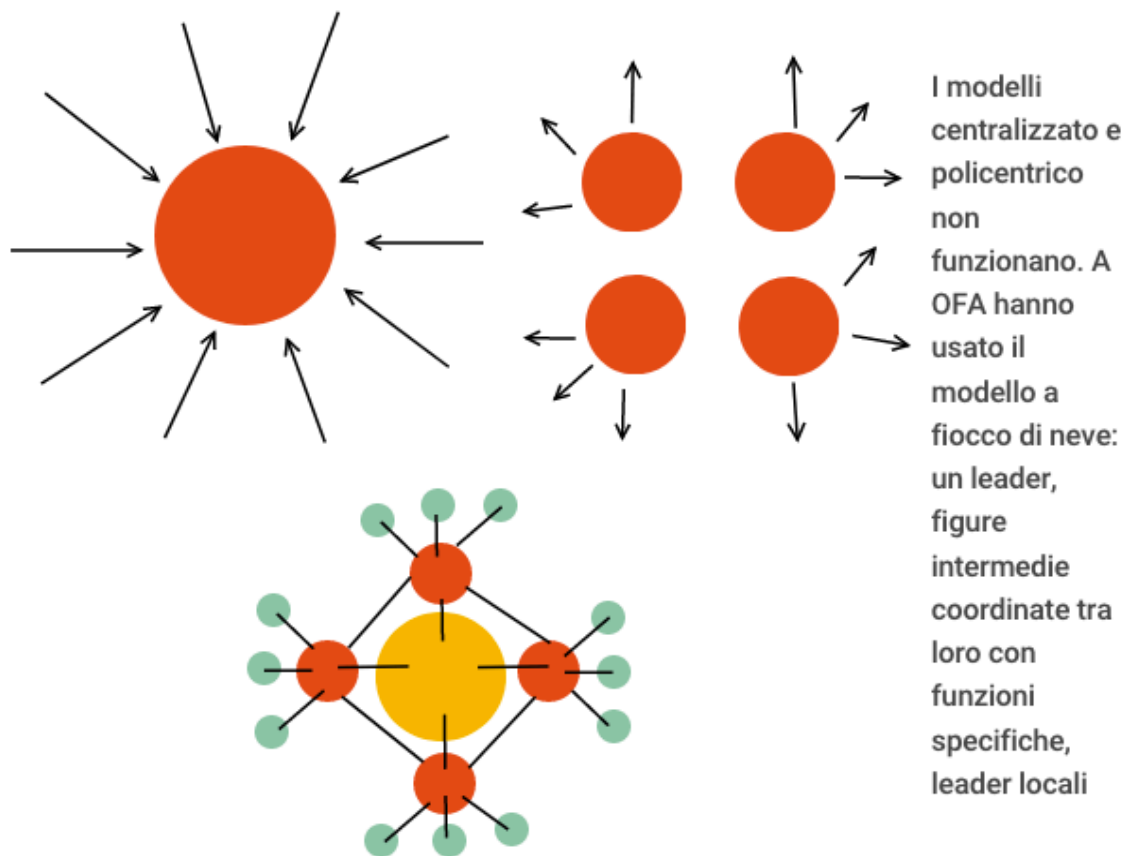 I modelli
centralizzato e
policentrico
non
funzionano. A
OFA hanno
usato il
modello a
fiocco di neve:
un leader,
figure
intermedie
coordinate tra
loro con
funzioni
specifiche,
leader locali